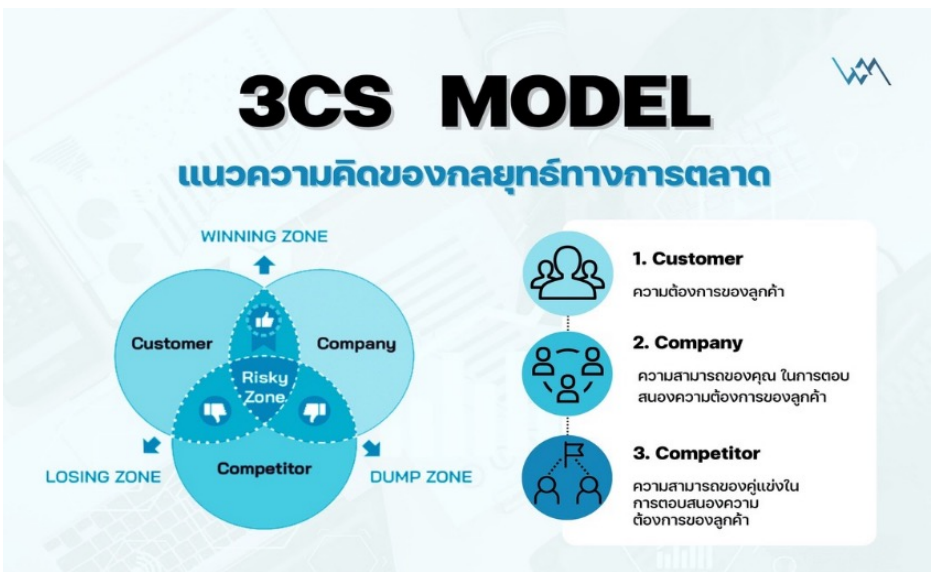 3CS MODEL
แนวความคิดของกลยุทธ์ทางการตลาด
WINNING ZONE
Customer
Company
Risky
Zone
Competitor
LOSING ZONE
DUMP ZONE
1. Customer
ความต้องการของลูกค้า
2. Company
ความสามารถของคุณ ในการตอบ
สนองความต้องการของลูกค้า
3. Competitor
ความสามารถของคู่แข่งใน
การตอบสนองความ
ต้องการของลูกค้า